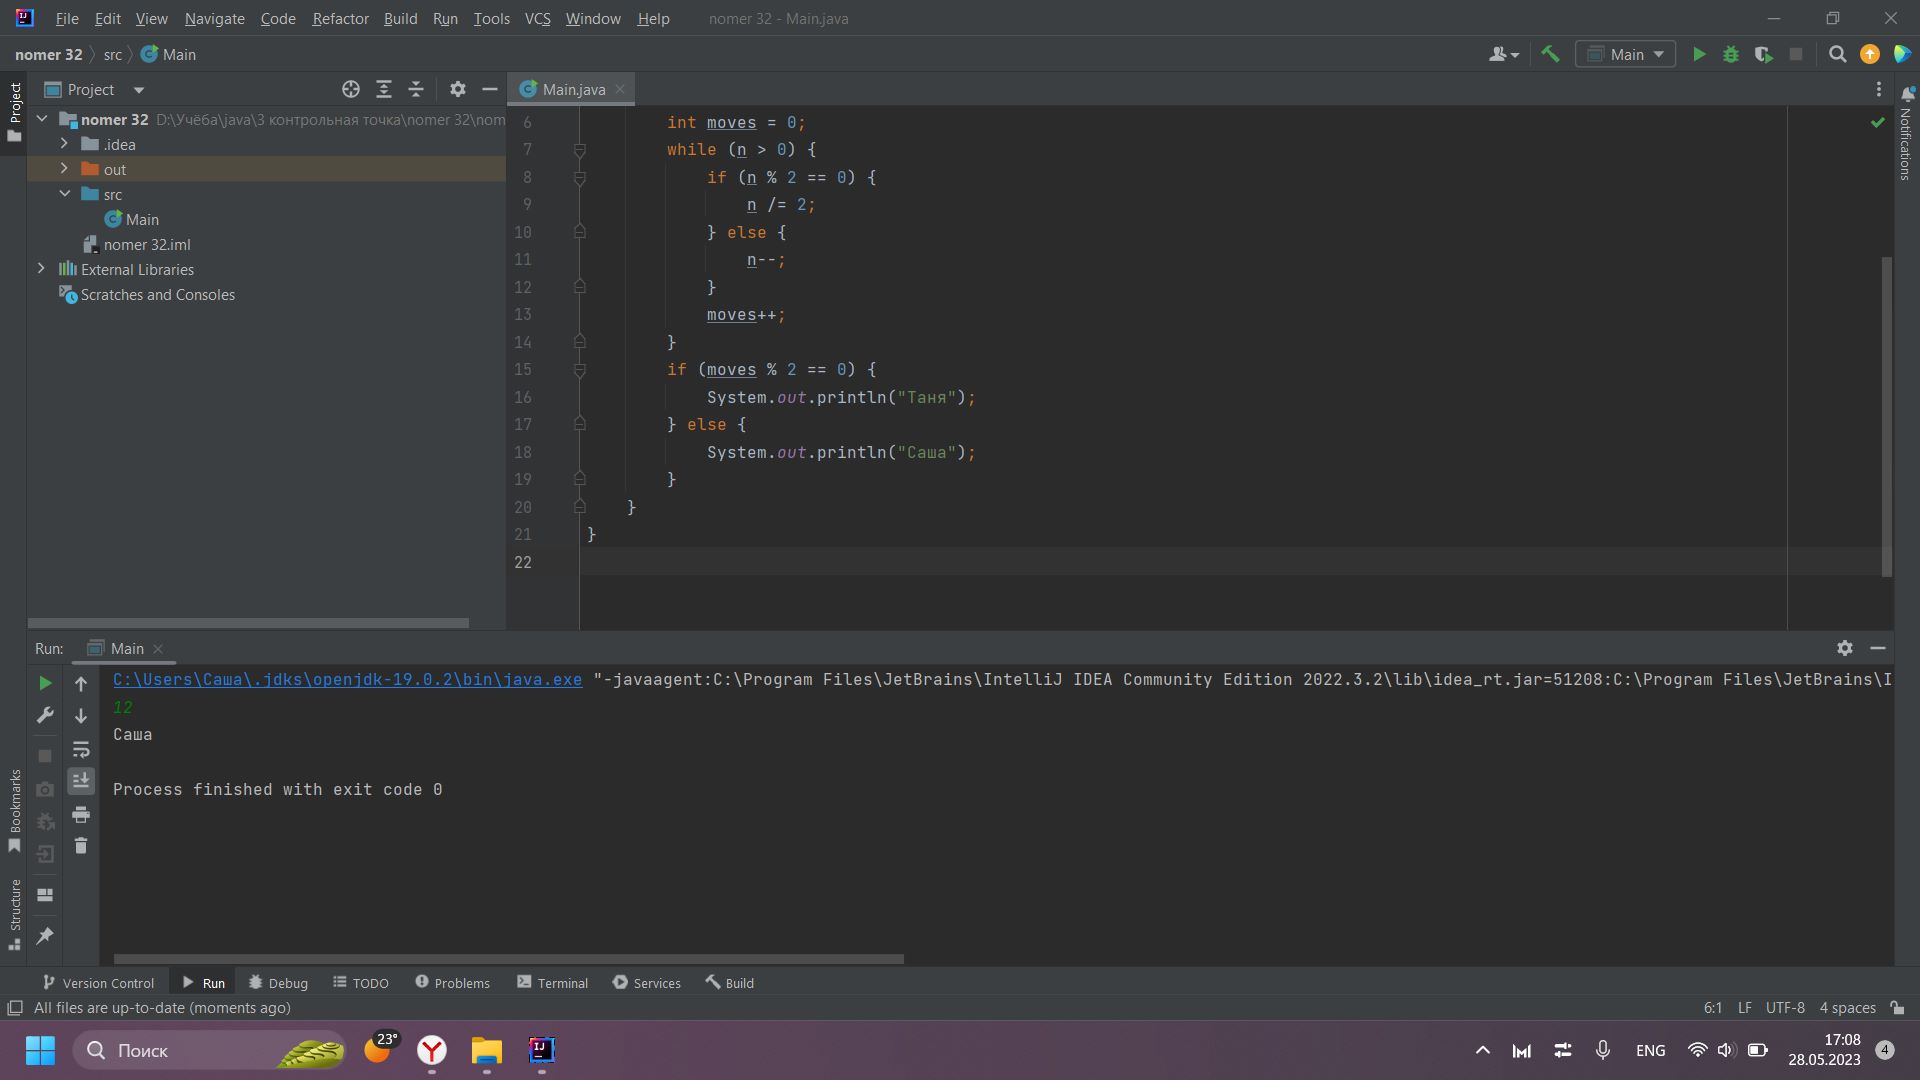 File Edit View Navigate Code Refactor Build Run Tools VCS Window Help nomer 32 - Main.java
nomer 32 src Main
Main
Project
Main.java
nomer 32 D:\Учёба\java\3 контрольная точка\nomer 32\nom
.idea
out
src
Main
nomer 32.iml
External Libraries
Scratches and Consoles
Project
Notifications
6 int moves = 0;
7 while (n > 0) {
8 if (n % 2 == 0) {
9 n /= 2;
10 } else {
11 n--;
12 }
13 moves++;
14 }
15 if (moves % 2 == 0) {
16 System.out.println("Таня");
17 } else {
18 System.out.println("Саша");
19 }
20 }
21 }
22
Run: Main
C:\Users\Саша\.jdks\openjdk-19.0.2\bin\java.exe "-javaagent:C:\Program Files\JetBrains\IntelliJ IDEA Community Edition 2022.3.2\lib\idea_rt.jar=51208:C:\Program Files\JetBrains\I
12
Саша
Process finished with exit code 0
Bookmarks
Structure
Version Control Run Debug TODO Problems Terminal Services Build
All files are up-to-date (moments ago) 6:1 LF UTF-8 4 spaces
Поиск 23° ENG 17:08
28.05.2023 4